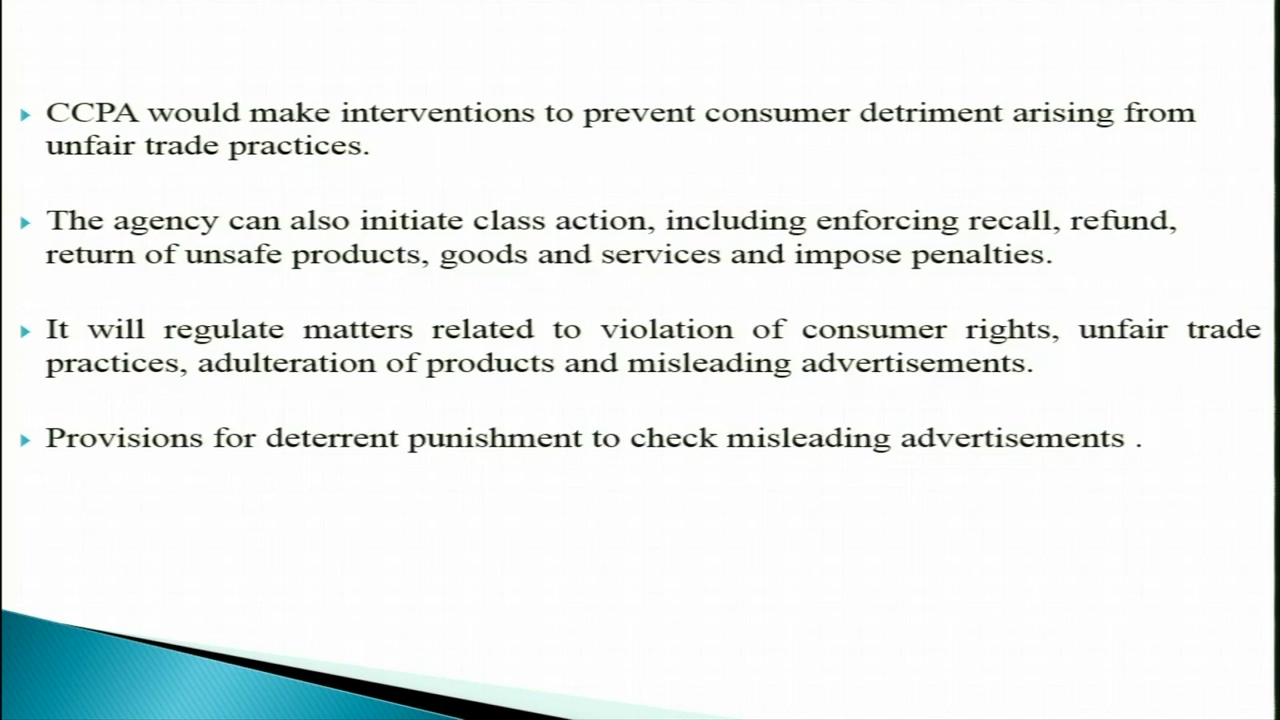 CCPA would make interventions to prevent consumer detriment arising from
unfair trade practices.
The agency can also initiate class action, including enforcing recall, refund,
return of unsafe products, goods and services and impose penalties.
It will regulate matters related to violation of consumer rights, unfair trade
practices, adulteration of products and misleading advertisements.
Provisions for deterrent punishment to check misleading advertisements .